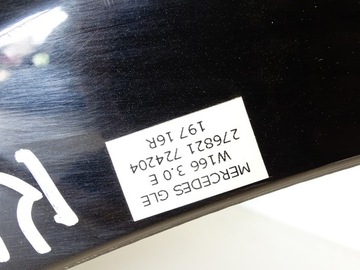 MERCEDES GLE
W166 3.0 E
276821 724204
197 16R